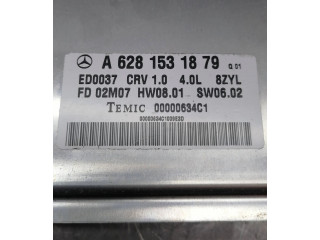 A 628 153 18 79 Q 01
ED0037 CRV 1.0 4.0L 8ZYL
FD 02M07 HW08.01 SW06.02
TEMIC 00000634C1